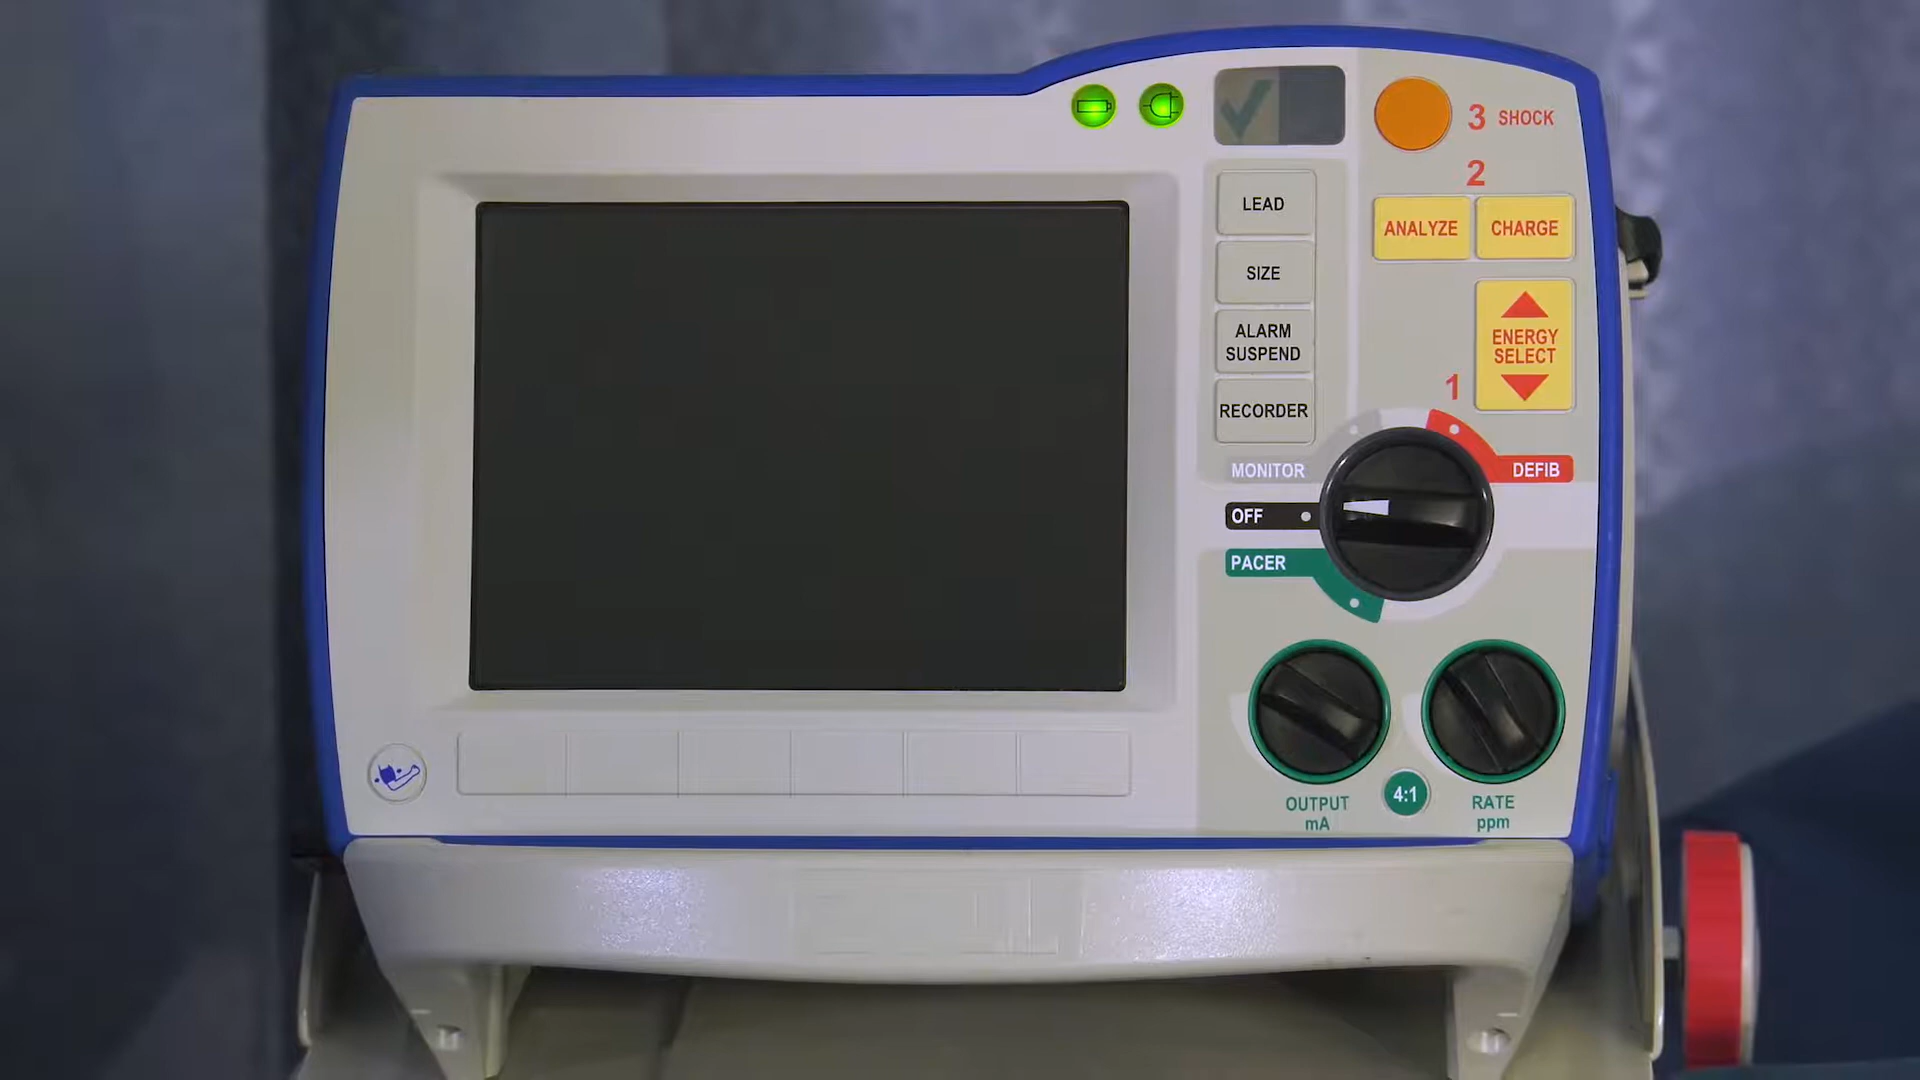 3 SHOCK
2
LEAD
ANALYZE
CHARGE
SIZE
ALARM
SUSPEND
ENERGY
SELECT
1
RECORDER
MONITOR
DEFIB
OFF
PACER
OUTPUT
mA
4:1
RATE
ppm